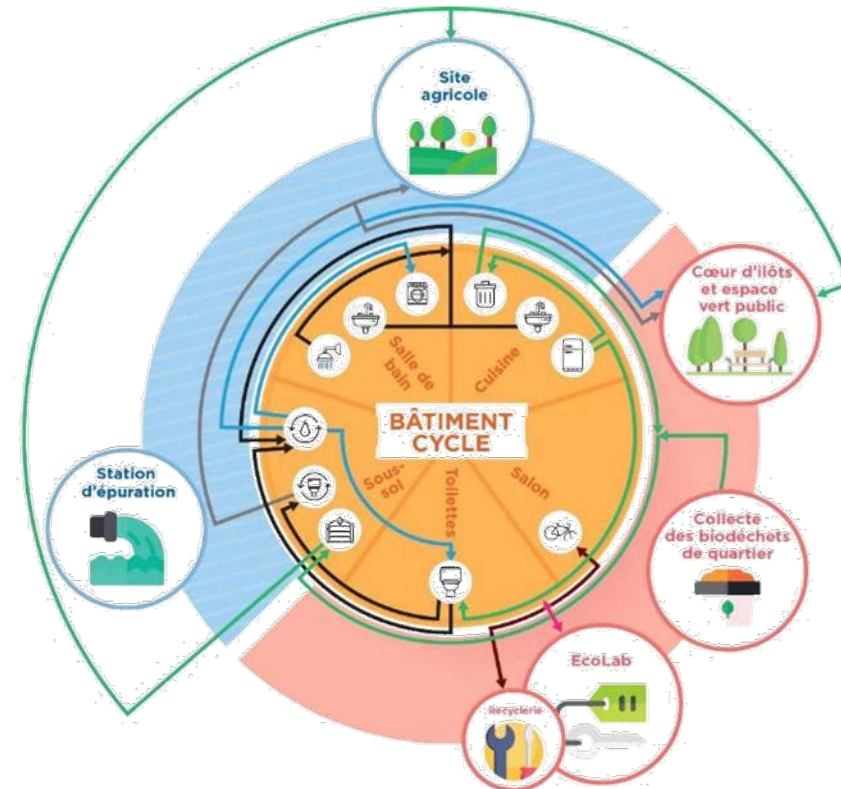 Site
agricole
Cœur d'ilôts
et espace
vert public
Salle de
bain
Cuisine
BÂTIMENT
CYCLE
Station
d'épuration
Sous-
sol
Toilettes
Salon
Collecte
des biodéchets
de quartier
EcoLab
Recyclerie